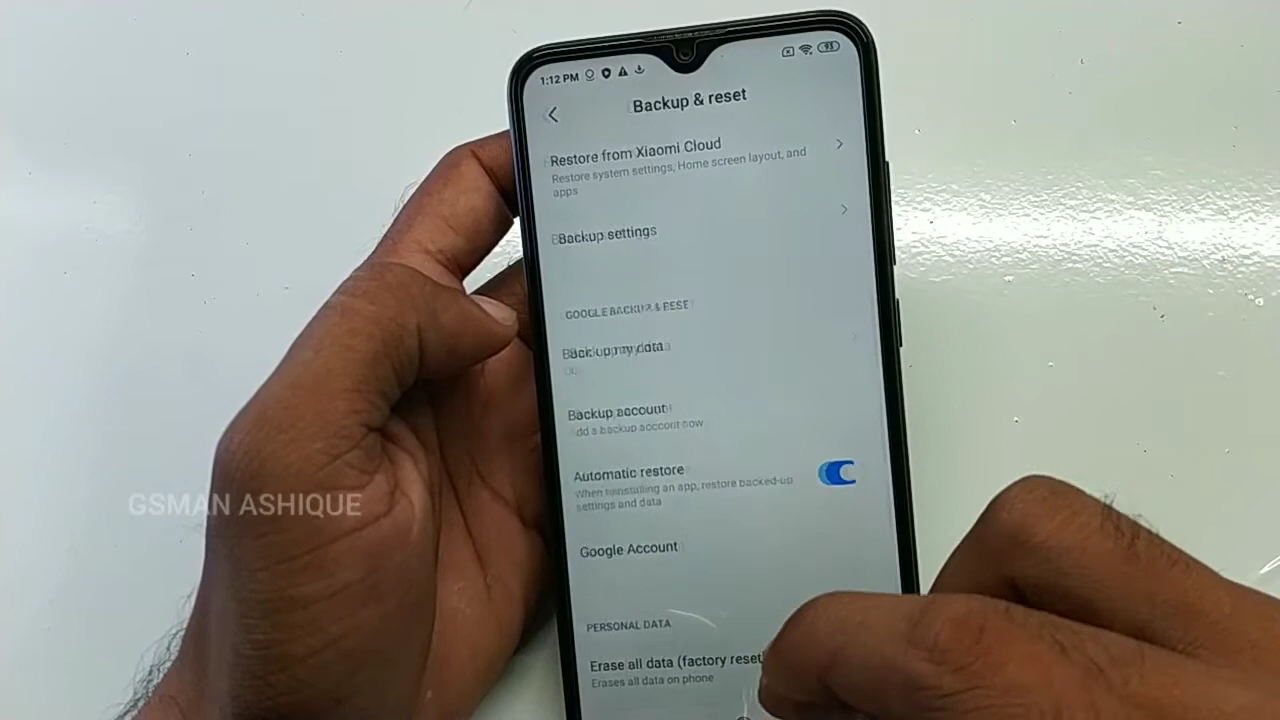 1:12 PM
93
Backup & reset
Restore from Xiaomi Cloud
Restore system settings, Home screen layout, and
apps
Backup settings
GOOGLE BACKUP & RESET
Back up my data
Backup account
Add a backup account now
Automatic restore
When reinstalling an app, restore backed-up
settings and data
Google Account
GSMAN ASHIQUE
PERSONAL DATA
Erase all data (factory reset)
Erases all data on phone